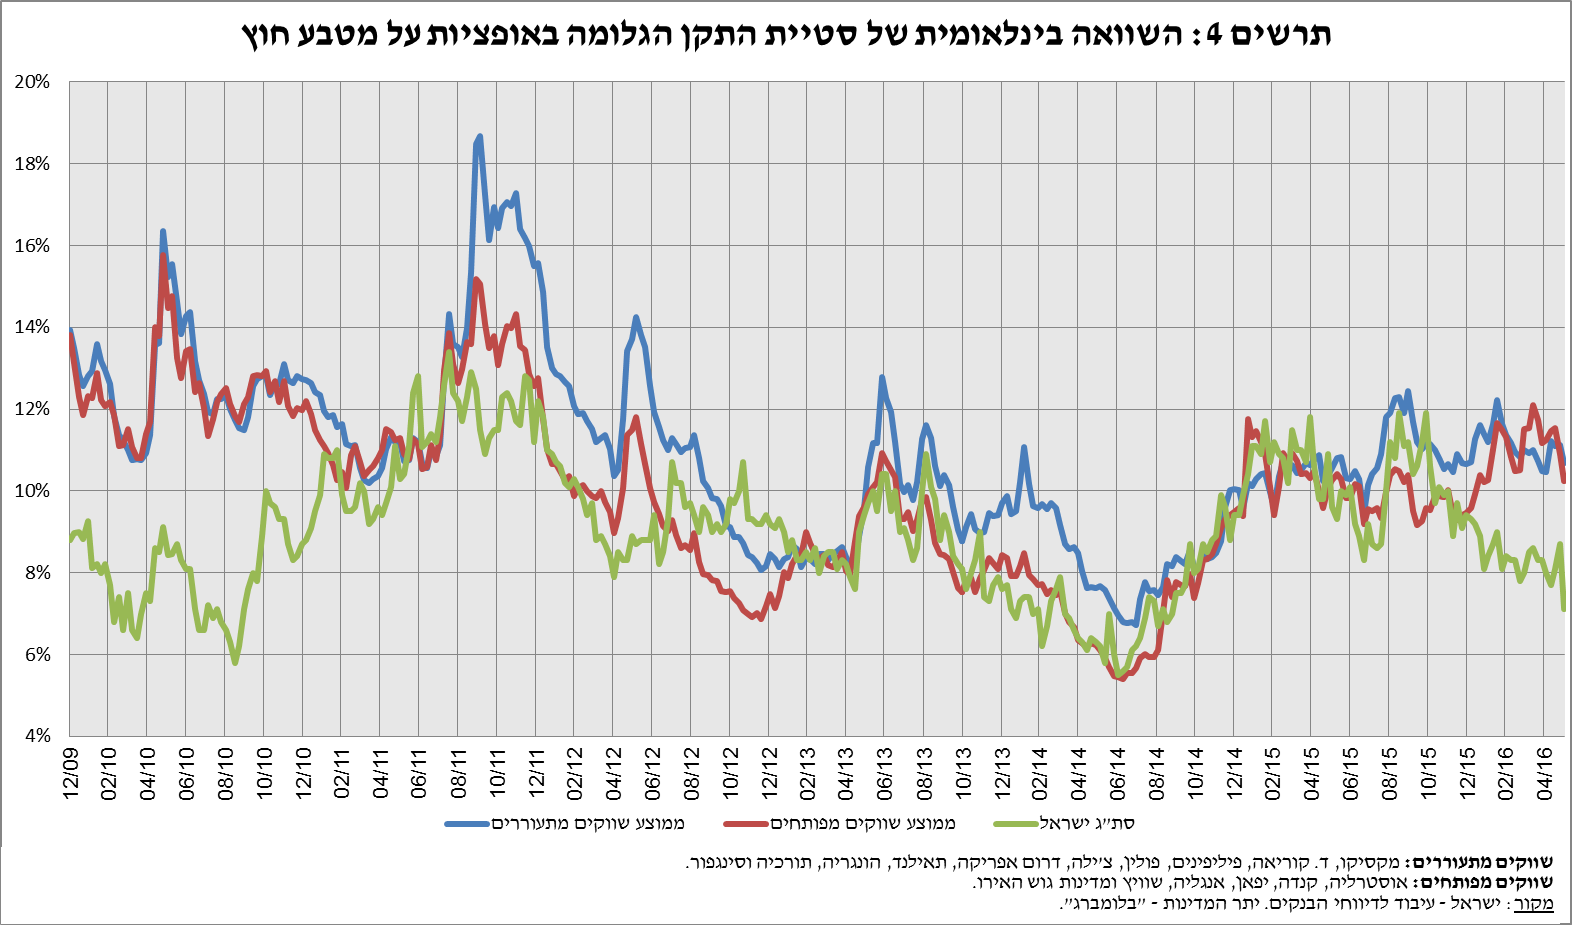 תרשים 4: השוואה בינלאומית של סטיית התקן הגלומה באופציות על מטבע חוץ
20%
18%
16%
14%
12%
10%
8%
6%
4%
12/09 02/10 04/10 06/10 08/10 10/10 12/10 02/11 04/11 06/11 08/11 10/11 12/11 02/12 04/12 06/12 08/12 10/12 12/12 02/13 04/13 06/13 08/13 10/13 12/13 02/14 04/14 06/14 08/14 10/14 12/14 02/15 04/15 06/15 08/15 10/15 12/15 02/16 04/16
סת"ג ישראל ממוצע שווקים מפותחים ממוצע שווקים מתעוררים
שווקים מתעוררים: מקסיקו, ד. קוריאה, פיליפינים, פולין, צ'ילה, דרום אפריקה, תאילנד, הונגריה, תורכיה וסינגפור.
שווקים מפותחים: אוסטרליה, קנדה, יפאן, אנגליה, שוויץ ומדינות גוש האירו.
מקור: ישראל - עיבוד לדיווחי הבנקים. יתר המדינות - "בלומברג".